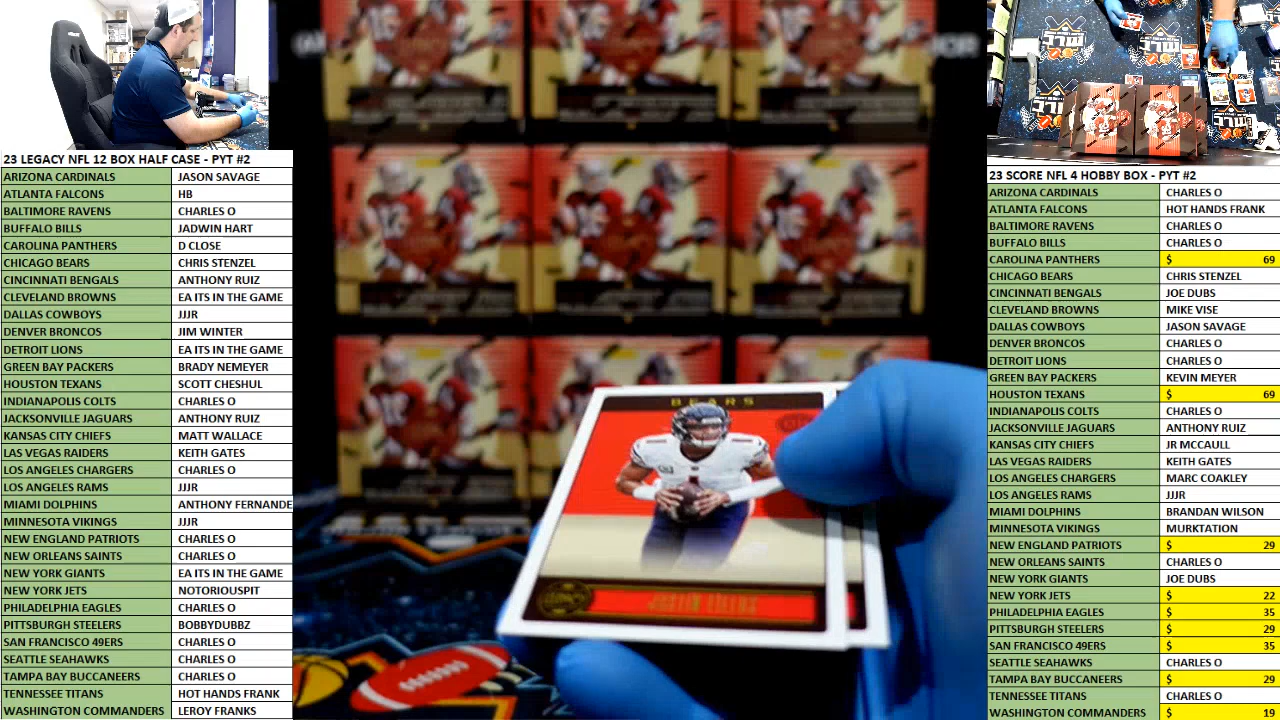 23 LEGACY NFL 12 BOX HALF CASE - PYT #2
ARIZONA CARDINALS JASON SAVAGE
ATLANTA FALCONS HB
BALTIMORE RAVENS CHARLES O
BUFFALO BILLS JADWIN HART
CAROLINA PANTHERS D CLOSE
CHICAGO BEARS CHRIS STENZEL
CINCINNATI BENGALS ANTHONY RUIZ
CLEVELAND BROWNS EA ITS IN THE GAME
DALLAS COWBOYS JJJR
DENVER BRONCOS JIM WINTER
DETROIT LIONS EA ITS IN THE GAME
GREEN BAY PACKERS BRADY NEMEYER
HOUSTON TEXANS SCOTT CHESHUL
INDIANAPOLIS COLTS CHARLES O
JACKSONVILLE JAGUARS ANTHONY RUIZ
KANSAS CITY CHIEFS MATT WALLACE
LAS VEGAS RAIDERS KEITH GATES
LOS ANGELES CHARGERS CHARLES O
LOS ANGELES RAMS JJJR
MIAMI DOLPHINS ANTHONY FERNANDE
MINNESOTA VIKINGS JJJR
NEW ENGLAND PATRIOTS CHARLES O
NEW ORLEANS SAINTS CHARLES O
NEW YORK GIANTS EA ITS IN THE GAME
NEW YORK JETS NOTORIOUSPIT
PHILADELPHIA EAGLES CHARLES O
PITTSBURGH STEELERS BOBBYDUBBZ
SAN FRANCISCO 49ERS CHARLES O
SEATTLE SEAHAWKS CHARLES O
TAMPA BAY BUCCANEERS CHARLES O
TENNESSEE TITANS HOT HANDS FRANK
WASHINGTON COMMANDERS LEROY FRANKS
BEARS
23 SCORE NFL 4 HOBBY BOX - PYT #2
ARIZONA CARDINALS CHARLES O
ATLANTA FALCONS HOT HANDS FRANK
BALTIMORE RAVENS CHARLES O
BUFFALO BILLS CHARLES O
CAROLINA PANTHERS $ 69
CHICAGO BEARS CHRIS STENZEL
CINCINNATI BENGALS JOE DUBS
CLEVELAND BROWNS MIKE VISE
DALLAS COWBOYS JASON SAVAGE
DENVER BRONCOS CHARLES O
DETROIT LIONS CHARLES O
GREEN BAY PACKERS KEVIN MEYER
HOUSTON TEXANS $ 69
INDIANAPOLIS COLTS CHARLES O
JACKSONVILLE JAGUARS ANTHONY RUIZ
KANSAS CITY CHIEFS JR MCCAULL
LAS VEGAS RAIDERS KEITH GATES
LOS ANGELES CHARGERS MARC COAKLEY
LOS ANGELES RAMS JJJR
MIAMI DOLPHINS BRANDAN WILSON
MINNESOTA VIKINGS MURKTATION
NEW ENGLAND PATRIOTS $ 29
NEW ORLEANS SAINTS CHARLES O
NEW YORK GIANTS JOE DUBS
NEW YORK JETS $ 22
PHILADELPHIA EAGLES $ 35
PITTSBURGH STEELERS $ 29
SAN FRANCISCO 49ERS $ 35
SEATTLE SEAHAWKS CHARLES O
TAMPA BAY BUCCANEERS $ 29
TENNESSEE TITANS CHARLES O
WASHINGTON COMMANDERS $ 19